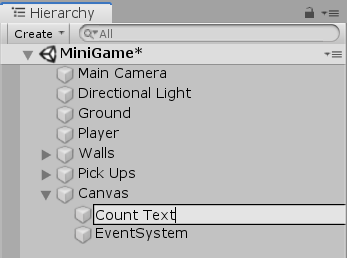 Hierarchy
Create All
MiniGame*
Main Camera
Directional Light
Ground
Player
Walls
Pick Ups
Canvas
Count Text
EventSystem